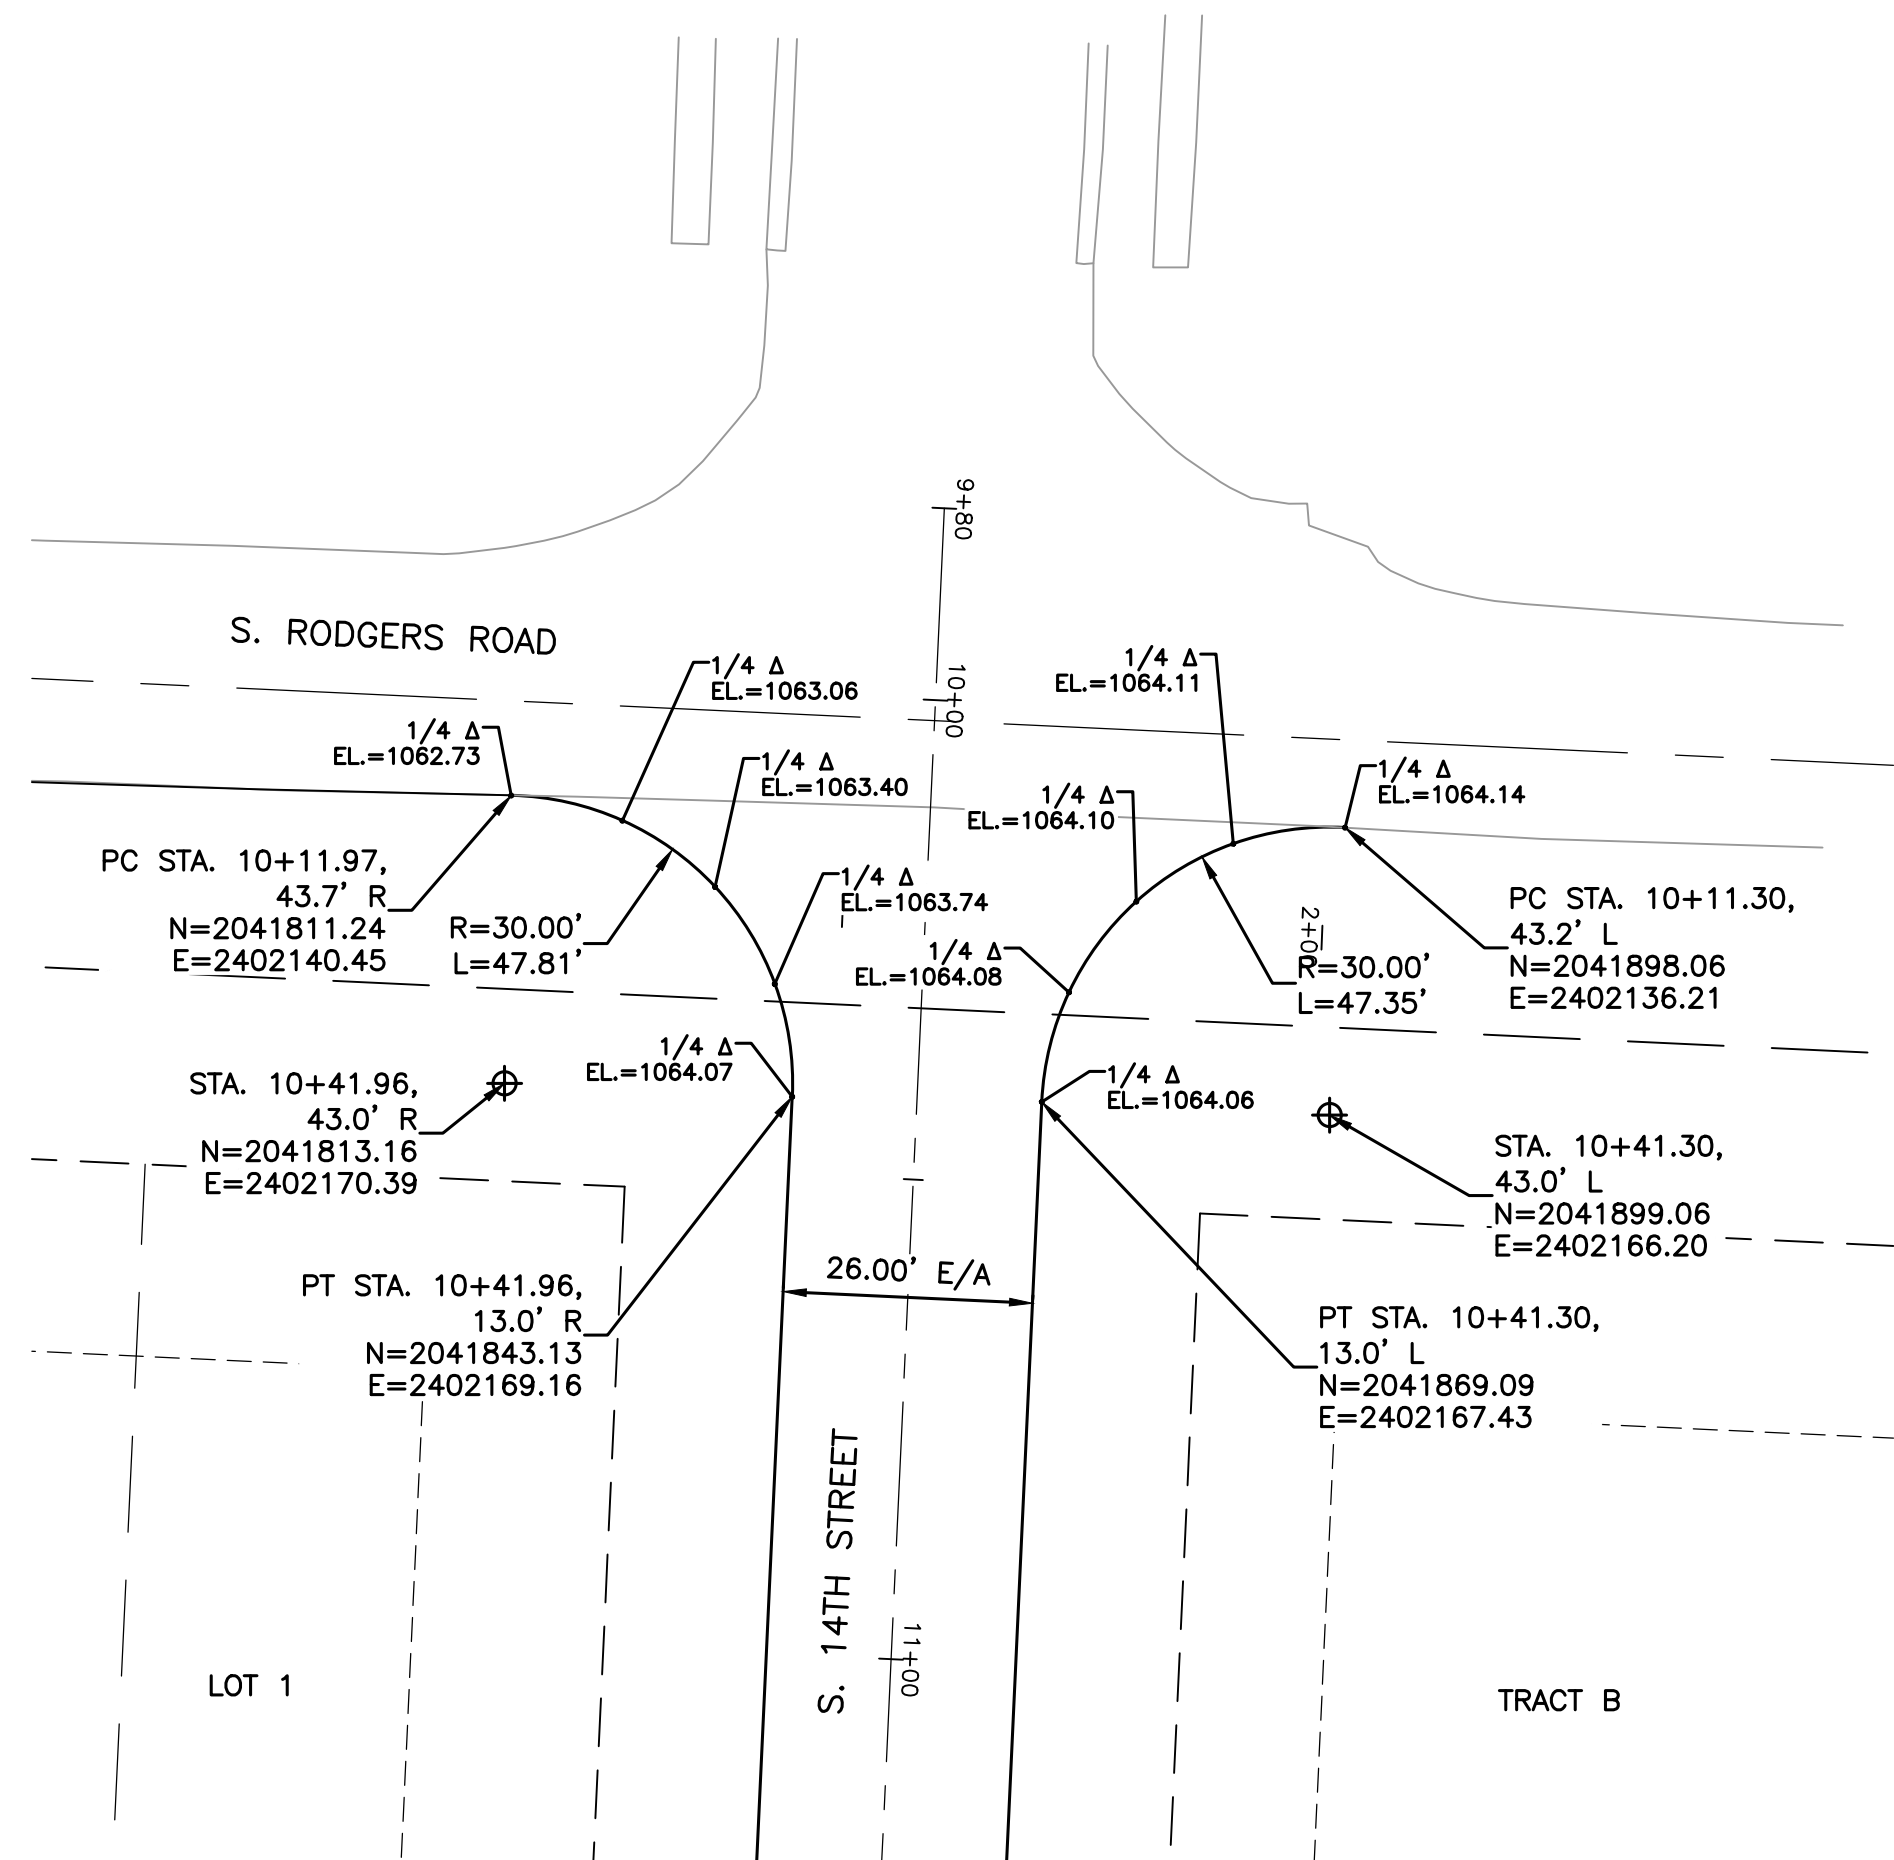 9+80
S. RODGERS ROAD
10+00
1/4 Δ
EL.=1063.06
1/4 Δ
EL.=1064.11
1/4 Δ
EL.=1062.73
1/4 Δ
EL.=1063.40
1/4 Δ
EL.=1064.10
1/4 Δ
EL.=1064.14
PC STA. 10+11.97,
43.7' R
N=2041811.24
E=2402140.45
R=30.00'
L=47.81'
1/4 Δ
EL.=1063.74
1/4 Δ
EL.=1064.08
2+00
R=30.00'
L=47.35'
PC STA. 10+11.30,
43.2' L
N=2041898.06
E=2402136.21
STA. 10+41.96,
43.0' R
N=2041813.16
E=2402170.39
1/4 Δ
EL.=1064.07
1/4 Δ
EL.=1064.06
STA. 10+41.30,
43.0' L
N=2041899.06
E=2402166.20
26.00' E/A
PT STA. 10+41.96,
13.0' R
N=2041843.13
E=2402169.16
PT STA. 10+41.30,
13.0' L
N=2041869.09
E=2402167.43
S. 14TH STREET
11+00
LOT 1
TRACT B